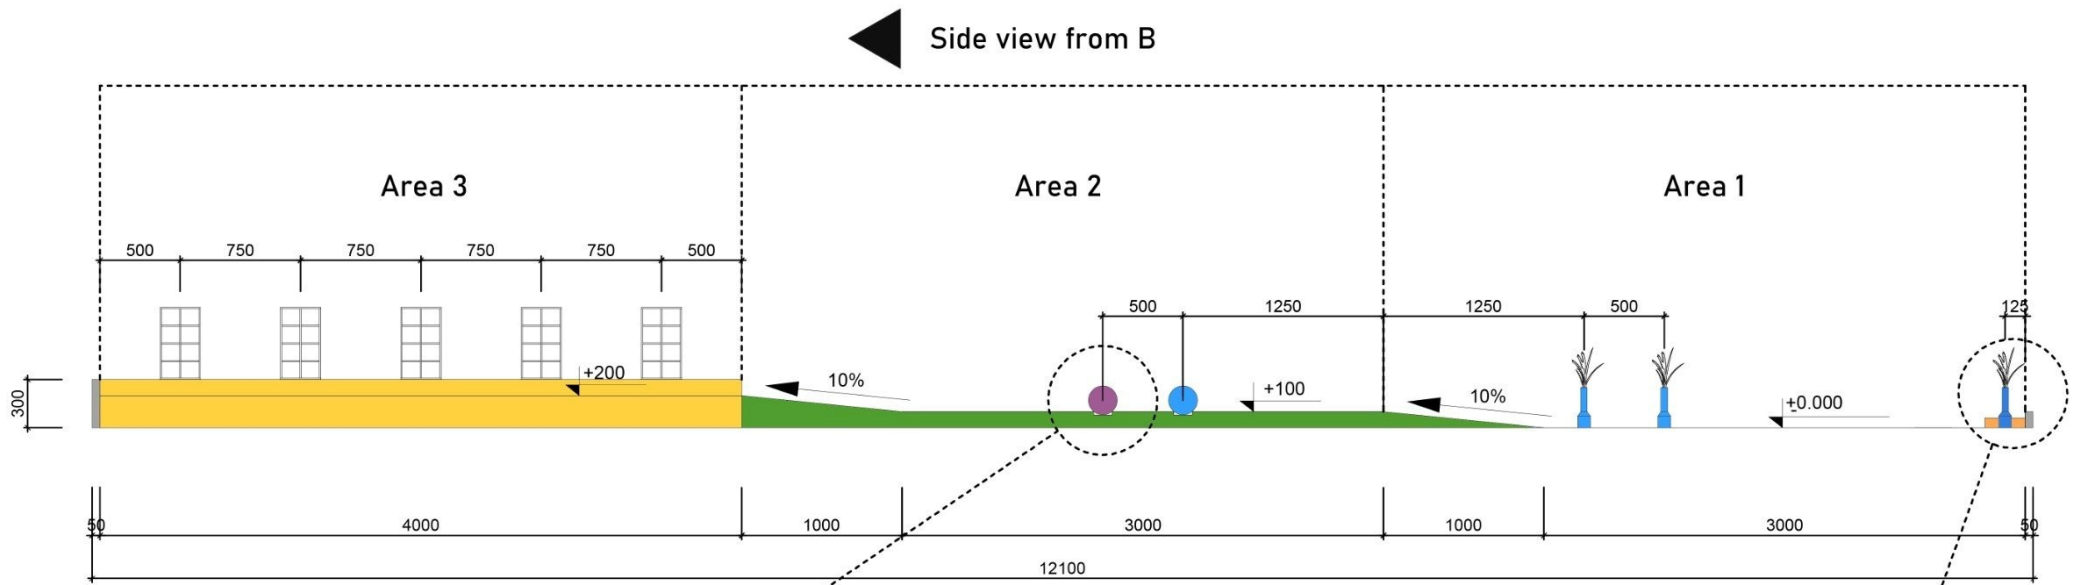 Side view from B
Area 3
Area 2
Area 1
500 750 750 750 750 500
500 1250 1250 500 125
+200
10%
+100
10%
+0.000
300
50 4000 1000 3000 1000 3000 50
12100